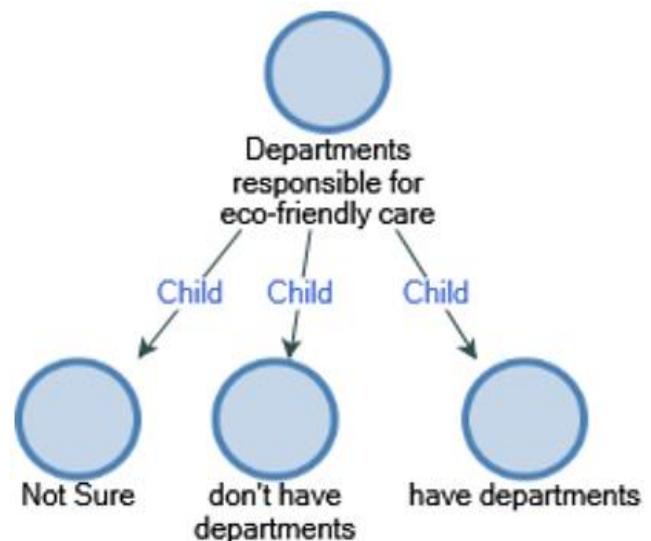 Departments
responsible for
eco-friendly care
Child Child Child
Not Sure don't have have departments
departments